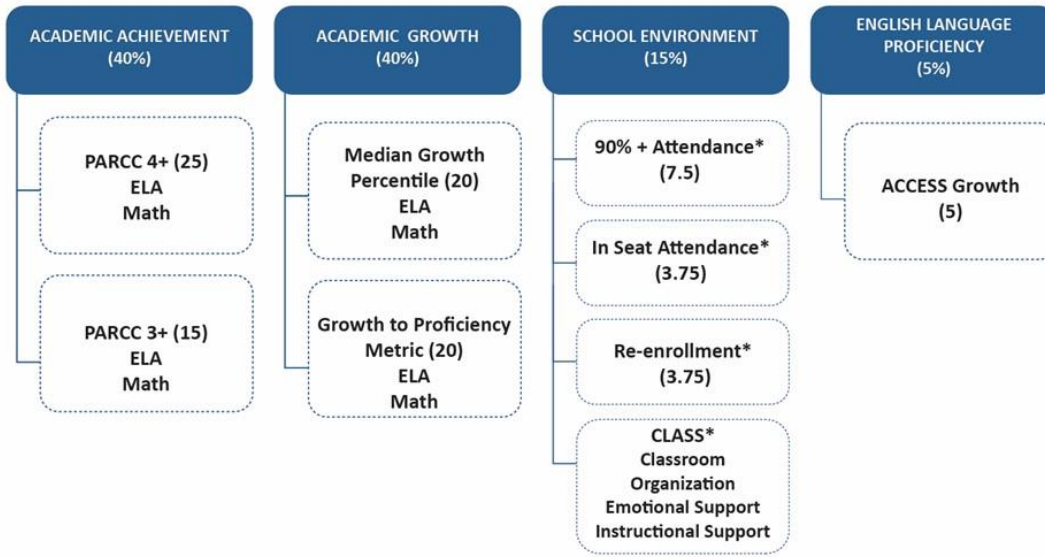 ACADEMIC ACHIEVEMENT
(40%)
PARCC 4+ (25)
ELA
Math
PARCC 3+ (15)
ELA
Math
ACADEMIC GROWTH
(40%)
Median Growth
Percentile (20)
ELA
Math
Growth to Proficiency
Metric (20)
ELA
Math
SCHOOL ENVIRONMENT
(15%)
90% + Attendance*
(7.5)
In Seat Attendance*
(3.75)
Re-enrollment*
(3.75)
CLASS*
Classroom
Organization
Emotional Support
Instructional Support
ENGLISH LANGUAGE
PROFICIENCY
(5%)
ACCESS Growth
(5)